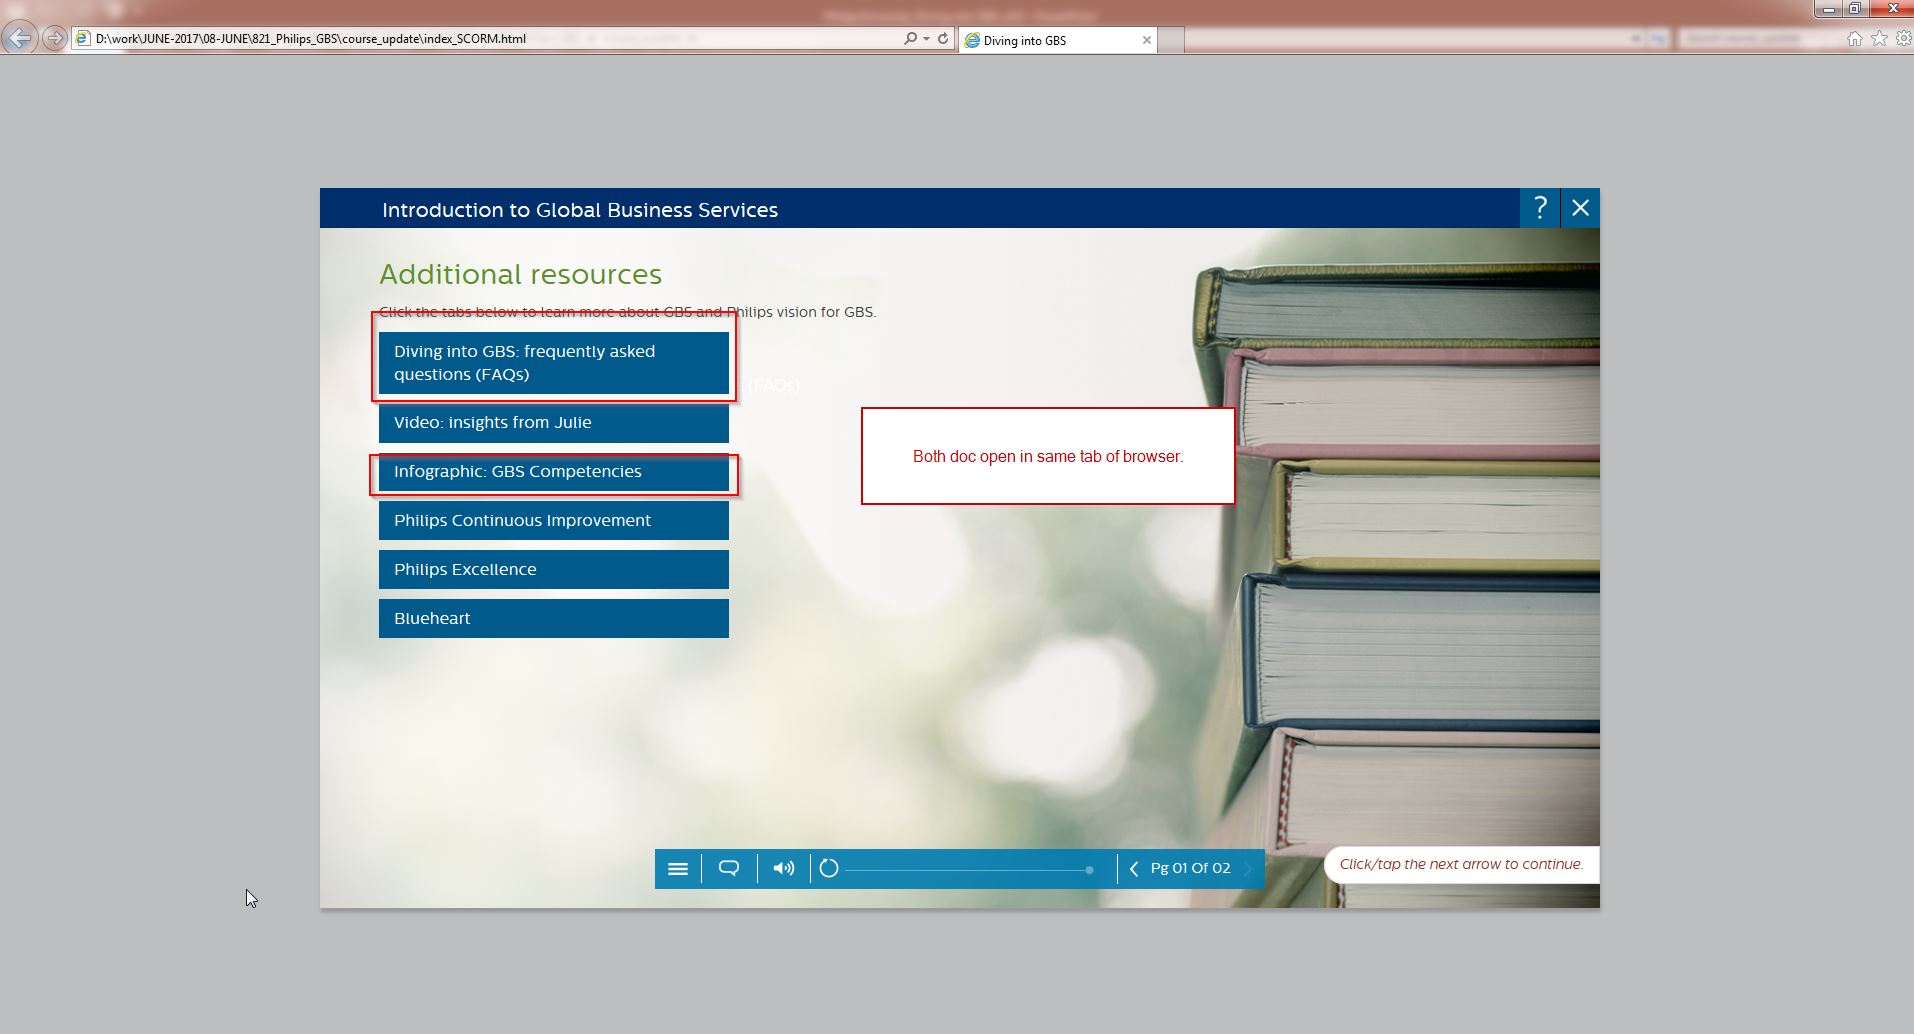 D:\work\JUNE-2017\08-JUNE\821_Philips_GBS\course_update\index_SCORM.html
Diving into GBS
Introduction to Global Business Services
?
Additional resources
Click the tabs below to learn more about GBS and Philips vision for GBS.
Diving into GBS: frequently asked
questions (FAQs)
(FAQs)
Video: insights from Julie
Both doc open in same tab of browser.
Infographic: GBS Competencies
Philips Continuous Improvement
Philips Excellence
Blueheart
Pg 01 Of 02
Click/tap the next arrow to continue.